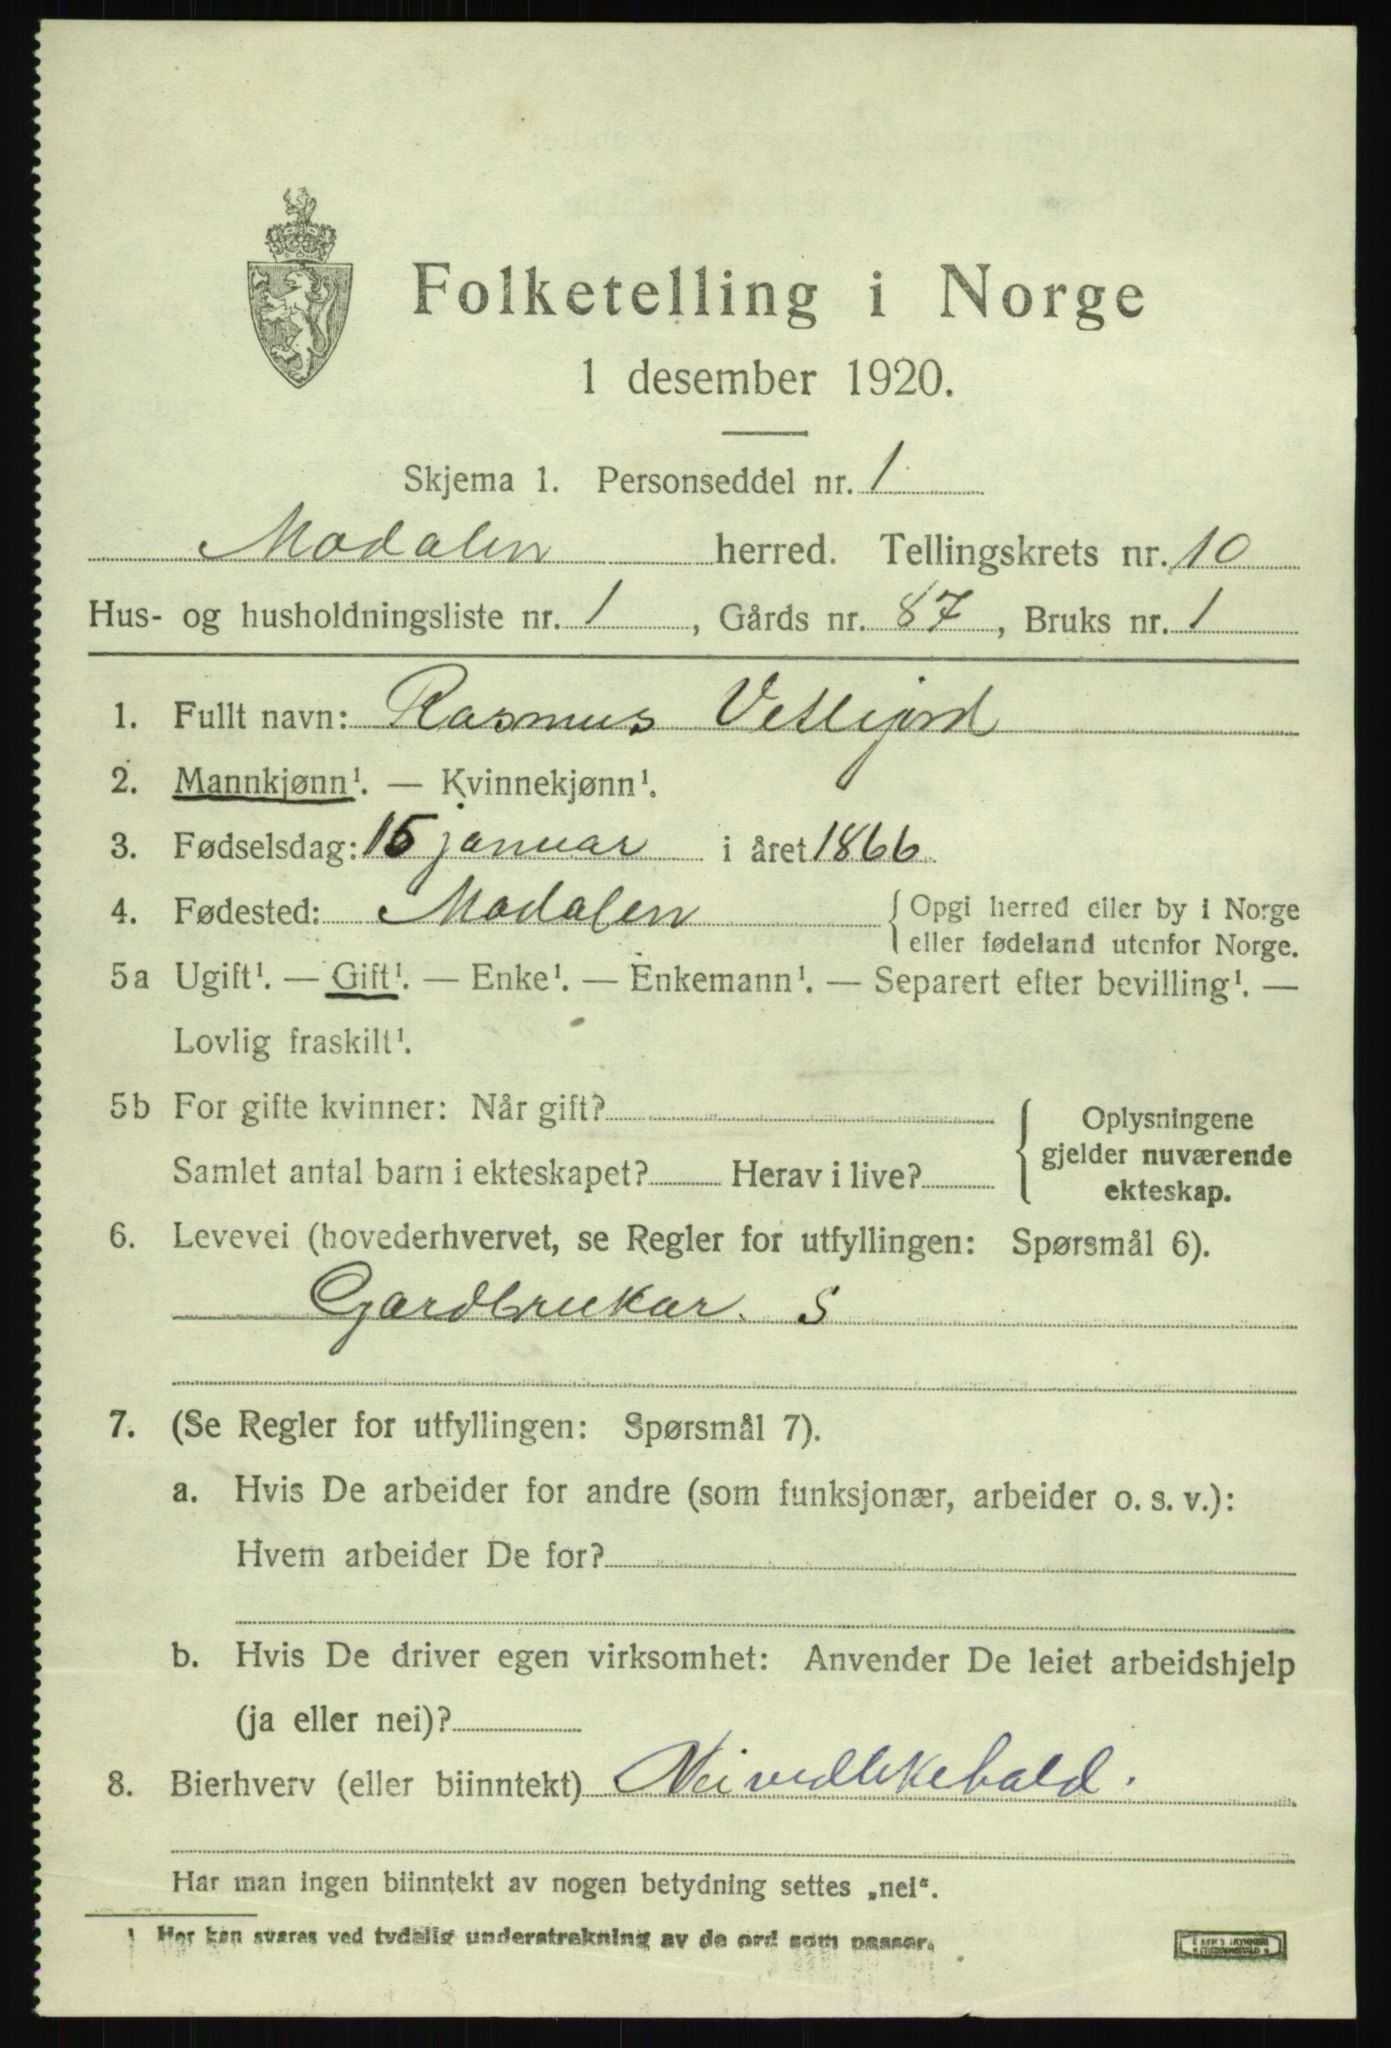 Folketelling i Norge
1 desember 1920.
Skjema 1. Personseddel nr. 1
Modalen herred. Tellingskrets nr. 10
Hus- og husholdningsliste nr. 1, Gårds nr. 87, Bruks nr. 1
1. Fullt navn: Rasmus Vetlejord
2. Mannkjønn¹. — Kvinnekjønn¹.
3. Fødselsdag: 15 januar i året 1866
4. Fødested: Modalen { Opgi herred eller by i Norge
eller fødeland utenfor Norge.
5a Ugift¹. — Gift¹. — Enke¹. — Enkemann¹. — Separert efter bevilling¹. —
Lovlig fraskilt¹.
5b For gifte kvinner: Når gift?
Samlet antal barn i ekteskapet? Herav i live?
{ Oplysningene
gjelder nuværende
ekteskap.
6. Levevei (hovederhvervet, se Regler for utfyllingen: Spørsmål 6).
Gardbrukar. S
7. (Se Regler for utfyllingen: Spørsmål 7).
a. Hvis De arbeider for andre (som funksjonær, arbeider o. s. v.):
Hvem arbeider De for?
b. Hvis De driver egen virksomhet: Anvender De leiet arbeidshjelp
(ja eller nei)?
8. Bierhverv (eller biinntekt) Veivedlikehald.
Har man ingen biinntekt av nogen betydning settes „nei“.
¹ Her kan svares ved tydelig understrekning av de ord som passer.